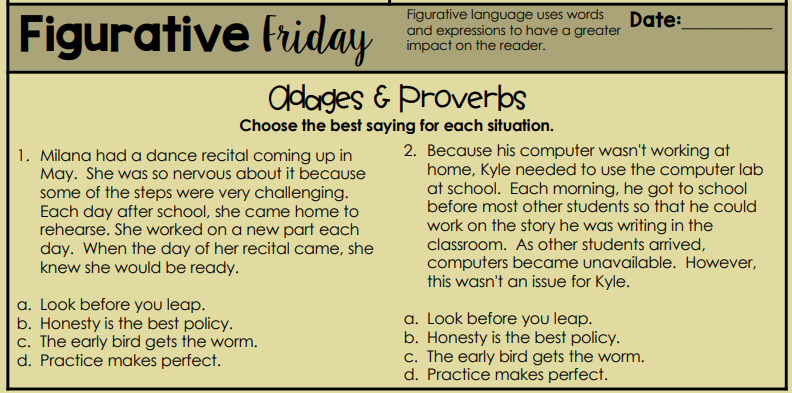 Figurative Friday
Figurative language uses words
and expressions to have a greater
impact on the reader.
Date:__________
Adages & Proverbs
Choose the best saying for each situation.
1. Milana had a dance recital coming up in
May. She was so nervous about it because
some of the steps were very challenging.
Each day after school, she came home to
rehearse. She worked on a new part each
day. When the day of her recital came, she
knew she would be ready.
a. Look before you leap.
b. Honesty is the best policy.
c. The early bird gets the worm.
d. Practice makes perfect.
2. Because his computer wasn't working at
home, Kyle needed to use the computer lab
at school. Each morning, he got to school
before most other students so that he could
work on the story he was writing in the
classroom. As other students arrived,
computers became unavailable. However,
this wasn't an issue for Kyle.
a. Look before you leap.
b. Honesty is the best policy.
c. The early bird gets the worm.
d. Practice makes perfect.